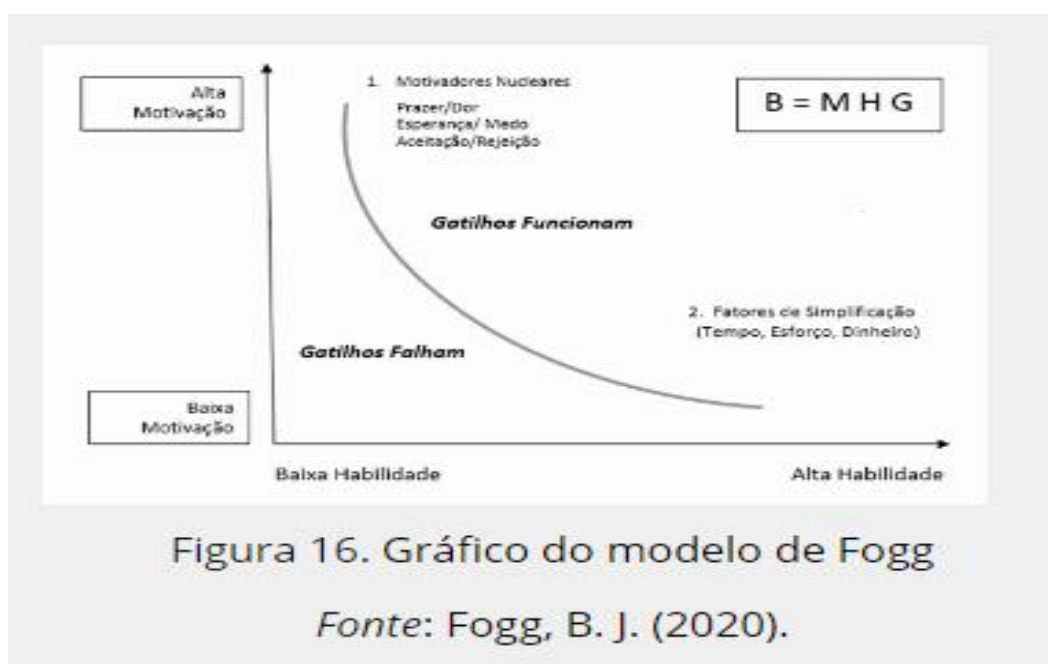 Alta
Motivação
1. Motivadores Nucleares
Prazer/Dor
Esperança/ Medo
Aceitação/Rejeição
B = M H G
Gatilhos Funcionam
2. Fatores de Simplificação
(Tempo, Esforço, Dinheiro)
Gatilhos Falham
Baixa
Motivação
Baixa Habilidade
Alta Habilidade
Figura 16. Gráfico do modelo de Fogg
Fonte: Fogg, B. J. (2020).